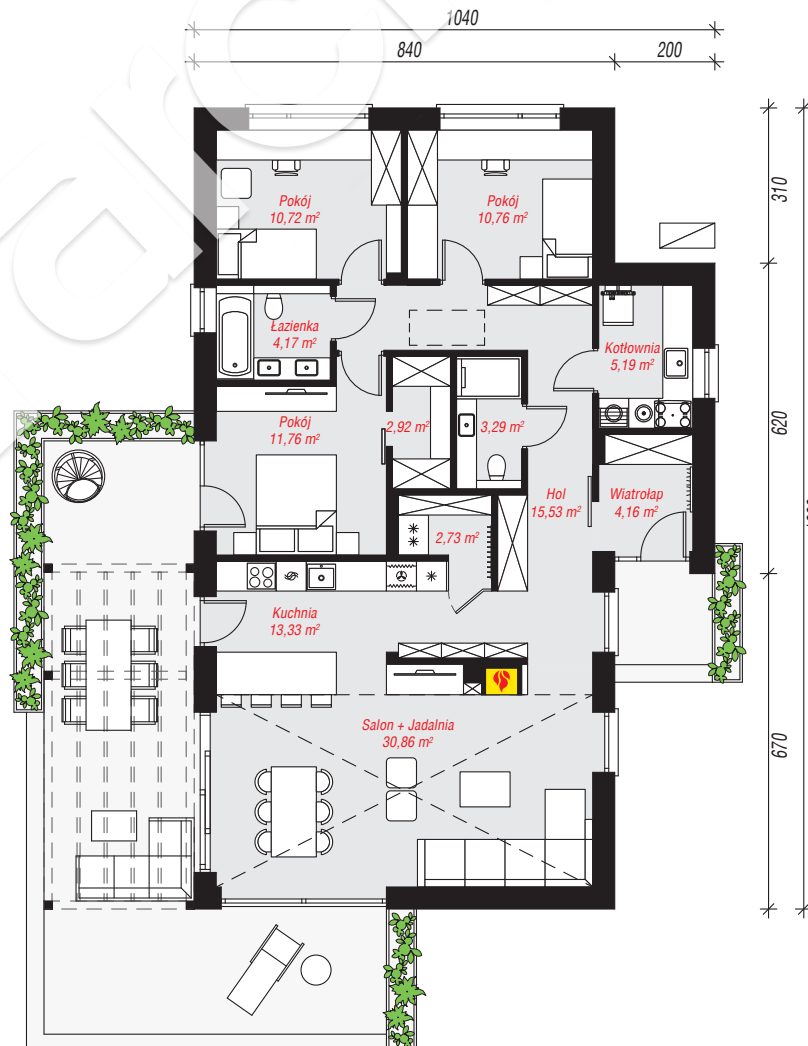 1040
840
200
310
Pokój
10,72 m²
Pokój
10,76 m²
Łazienka
4,17 m²
Kotłownia
5,19 m²
620
Pokój
11,76 m²
2,92 m²
3,29 m²
Hol
15,53 m²
Wiatrołap
4,16 m²
2,73 m²
Kuchnia
13,33 m²
Salon + Jadalnia
30,86 m²
670